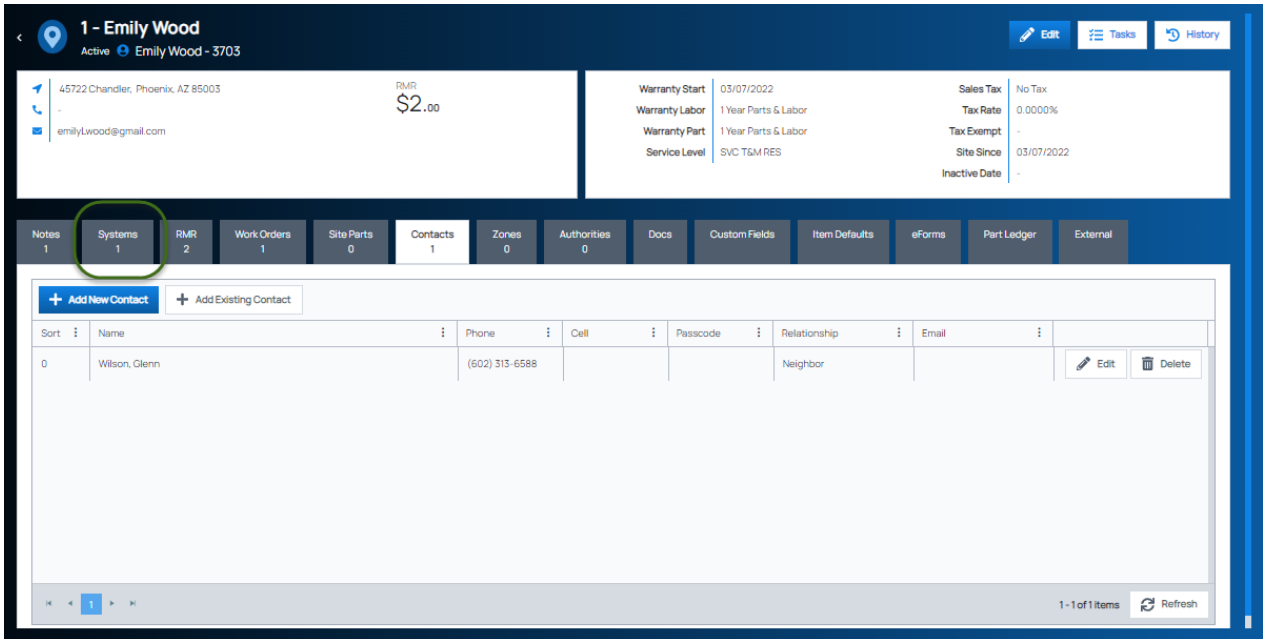 1 - Emily Wood
Active Emily Wood - 3703
Edit
Tasks
History
45722 Chandler, Phoenix, AZ 85003
-
emilyLwood@gmail.com
RMR
$2.00
Warranty Start 03/07/2022
Warranty Labor 1 Year Parts & Labor
Warranty Part 1 Year Parts & Labor
Service Level SVC T&M RES
Sales Tax No Tax
Tax Rate 0.0000%
Tax Exempt -
Site Since 03/07/2022
Inactive Date -
Notes 1
Systems 1
RMR 2
Work Orders 1
Site Parts 0
Contacts 1
Zones 0
Authorities 0
Docs
Custom Fields
Item Defaults
eForms
Part Ledger
External
Add New Contact
Add Existing Contact
Sort Name Phone Cell Passcode Relationship Email
0 Wilson, Glenn (602) 313-6588 Neighbor Edit Delete
1
1 - 1 of 1 items
Refresh